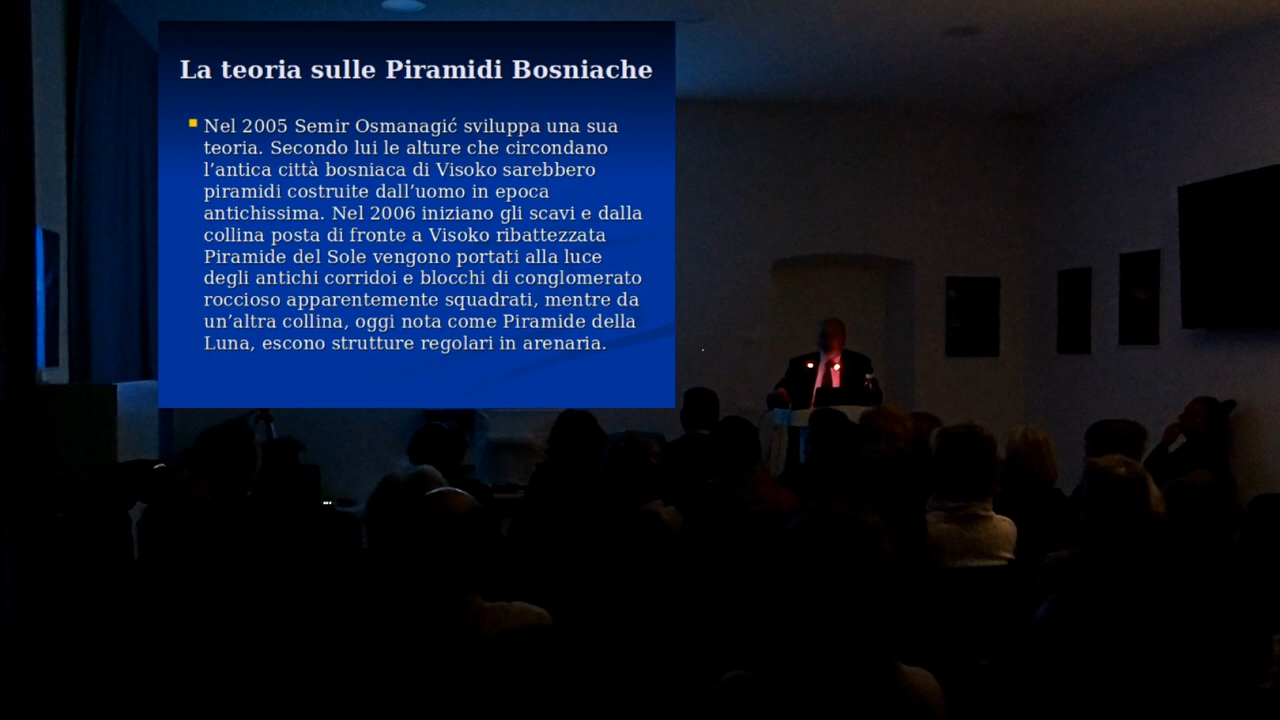 La teoria sulle Piramidi Bosniache
Nel 2005 Semir Osmanagić sviluppa una sua
teoria. Secondo lui le alture che circondano
l’antica città bosniaca di Visoko sarebbero
piramidi costruite dall’uomo in epoca
antichissima. Nel 2006 iniziano gli scavi e dalla
collina posta di fronte a Visoko ribattezzata
Piramide del Sole vengono portati alla luce
degli antichi corridoi e blocchi di conglomerato
roccioso apparentemente squadrati, mentre da
un’altra collina, oggi nota come Piramide della
Luna, escono strutture regolari in arenaria.